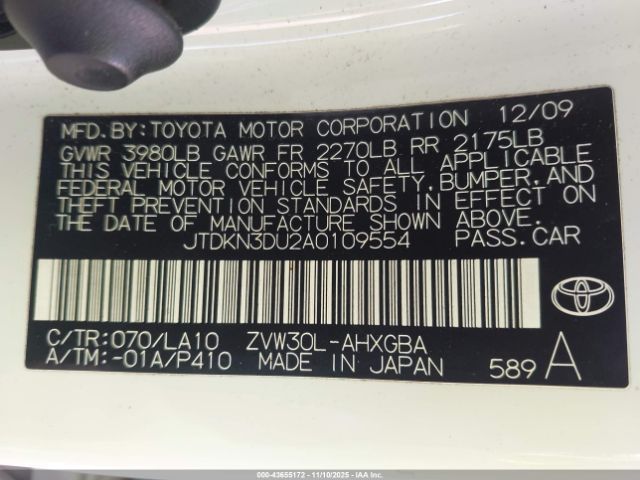 MFD.BY:TOYOTA MOTOR CORPORATION 12/09
GVWR 3980LB GAWR FR 2270LB RR 2175LB
THIS VEHICLE CONFORMS TO ALL APPLICABLE
FEDERAL MOTOR VEHICLE SAFETY,BUMPER,AND
THEFT PREVENTION STANDARDS IN EFFECT ON
THE DATE OF MANUFACTURE SHOWN ABOVE.
JTDKN3DU2A0109554 PASS.CAR
C/TR:070/LA10 ZVW30L-AHXGBA
A/TM:-01A/P410 MADE IN JAPAN 589 A
000-43655172 - 11/10/2025 - IAA Inc.